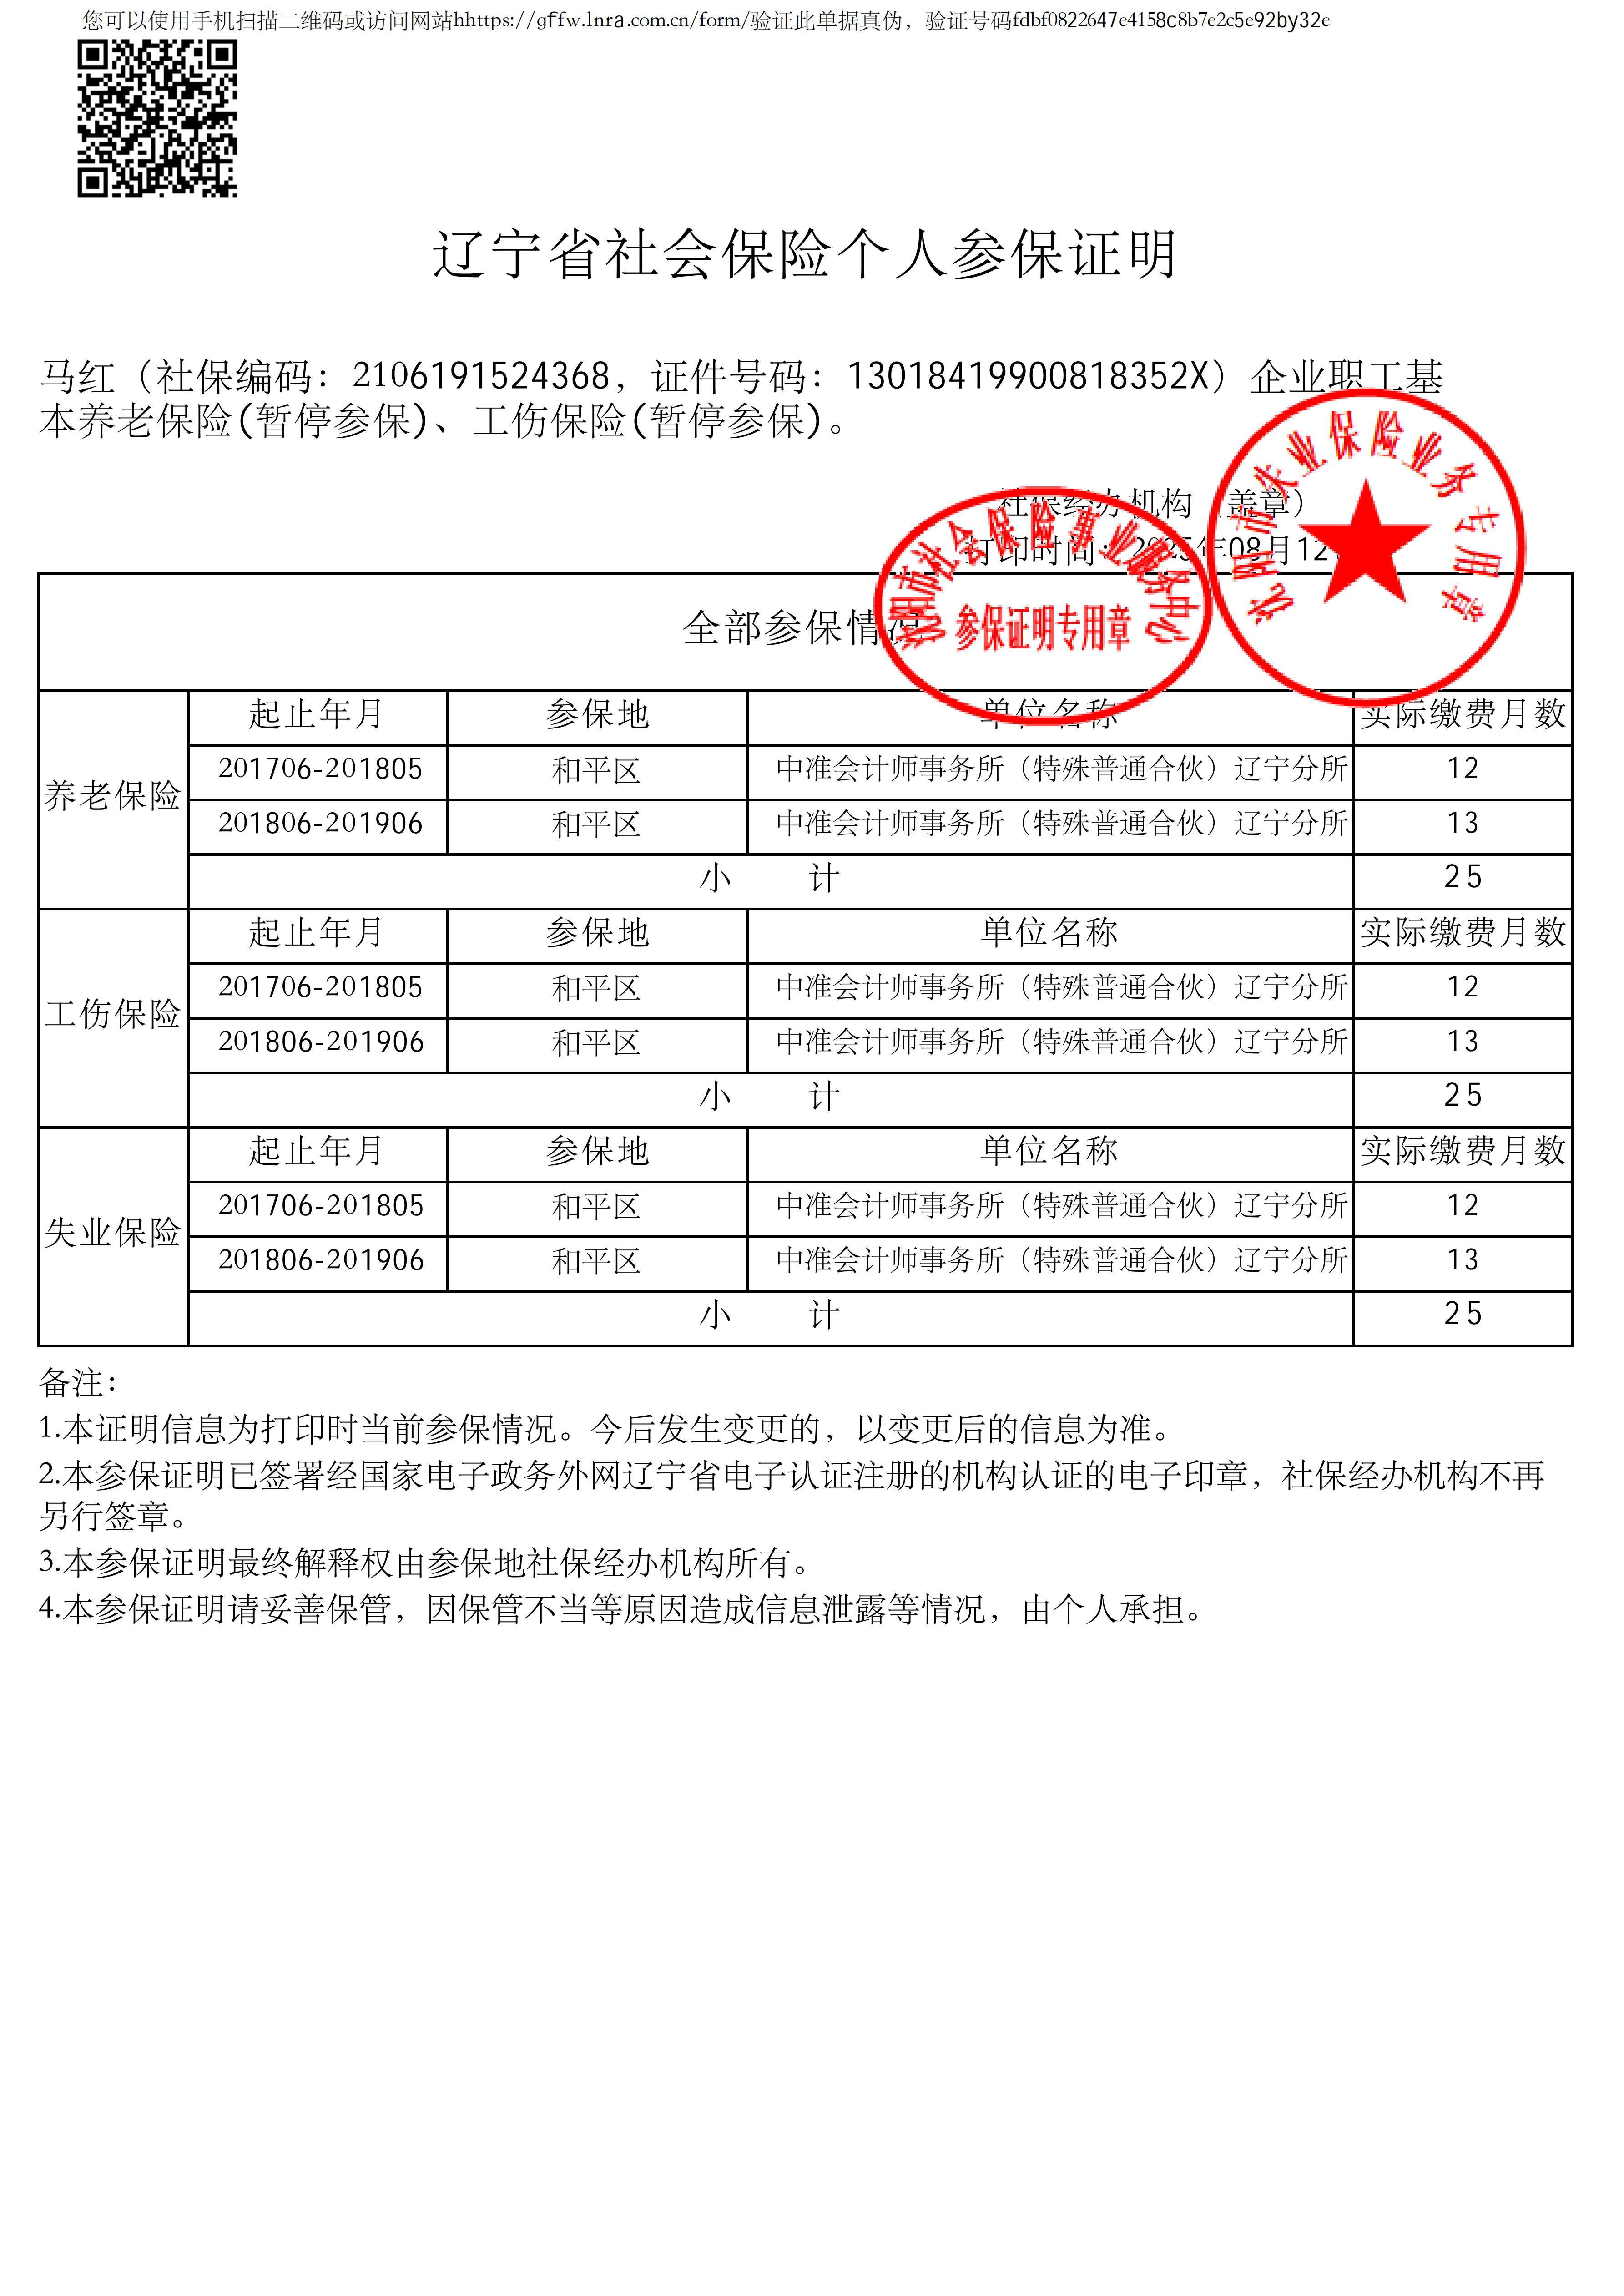 您可以使用手机扫描二维码或访问网站hhttps://gffw.lnra.com.cn/form/验证此单据真伪，验证号码fdbf0822647e4158c8b7e2c5e92by32e
辽宁省社会保险个人参保证明
马红（社保编码：2106191524368，证件号码：13018419900818352X）企业职工基
本养老保险(暂停参保)、工伤保险(暂停参保)。
社保经办机构（盖章）
打印时间：2025年08月12
沈阳市社会保险事业服务中心
参保证明专用章
沈阳市失业保险业务专用章
全部参保情况
养老保险
起止年月 参保地 单位名称 实际缴费月数
201706-201805 和平区 中准会计师事务所（特殊普通合伙）辽宁分所 12
201806-201906 和平区 中准会计师事务所（特殊普通合伙）辽宁分所 13
小 计 25
工伤保险
起止年月 参保地 单位名称 实际缴费月数
201706-201805 和平区 中准会计师事务所（特殊普通合伙）辽宁分所 12
201806-201906 和平区 中准会计师事务所（特殊普通合伙）辽宁分所 13
小 计 25
失业保险
起止年月 参保地 单位名称 实际缴费月数
201706-201805 和平区 中准会计师事务所（特殊普通合伙）辽宁分所 12
201806-201906 和平区 中准会计师事务所（特殊普通合伙）辽宁分所 13
小 计 25
备注：
1.本证明信息为打印时当前参保情况。今后发生变更的，以变更后的信息为准。
2.本参保证明已签署经国家电子政务外网辽宁省电子认证注册的机构认证的电子印章，社保经办机构不再
另行签章。
3.本参保证明最终解释权由参保地社保经办机构所有。
4.本参保证明请妥善保管，因保管不当等原因造成信息泄露等情况，由个人承担。